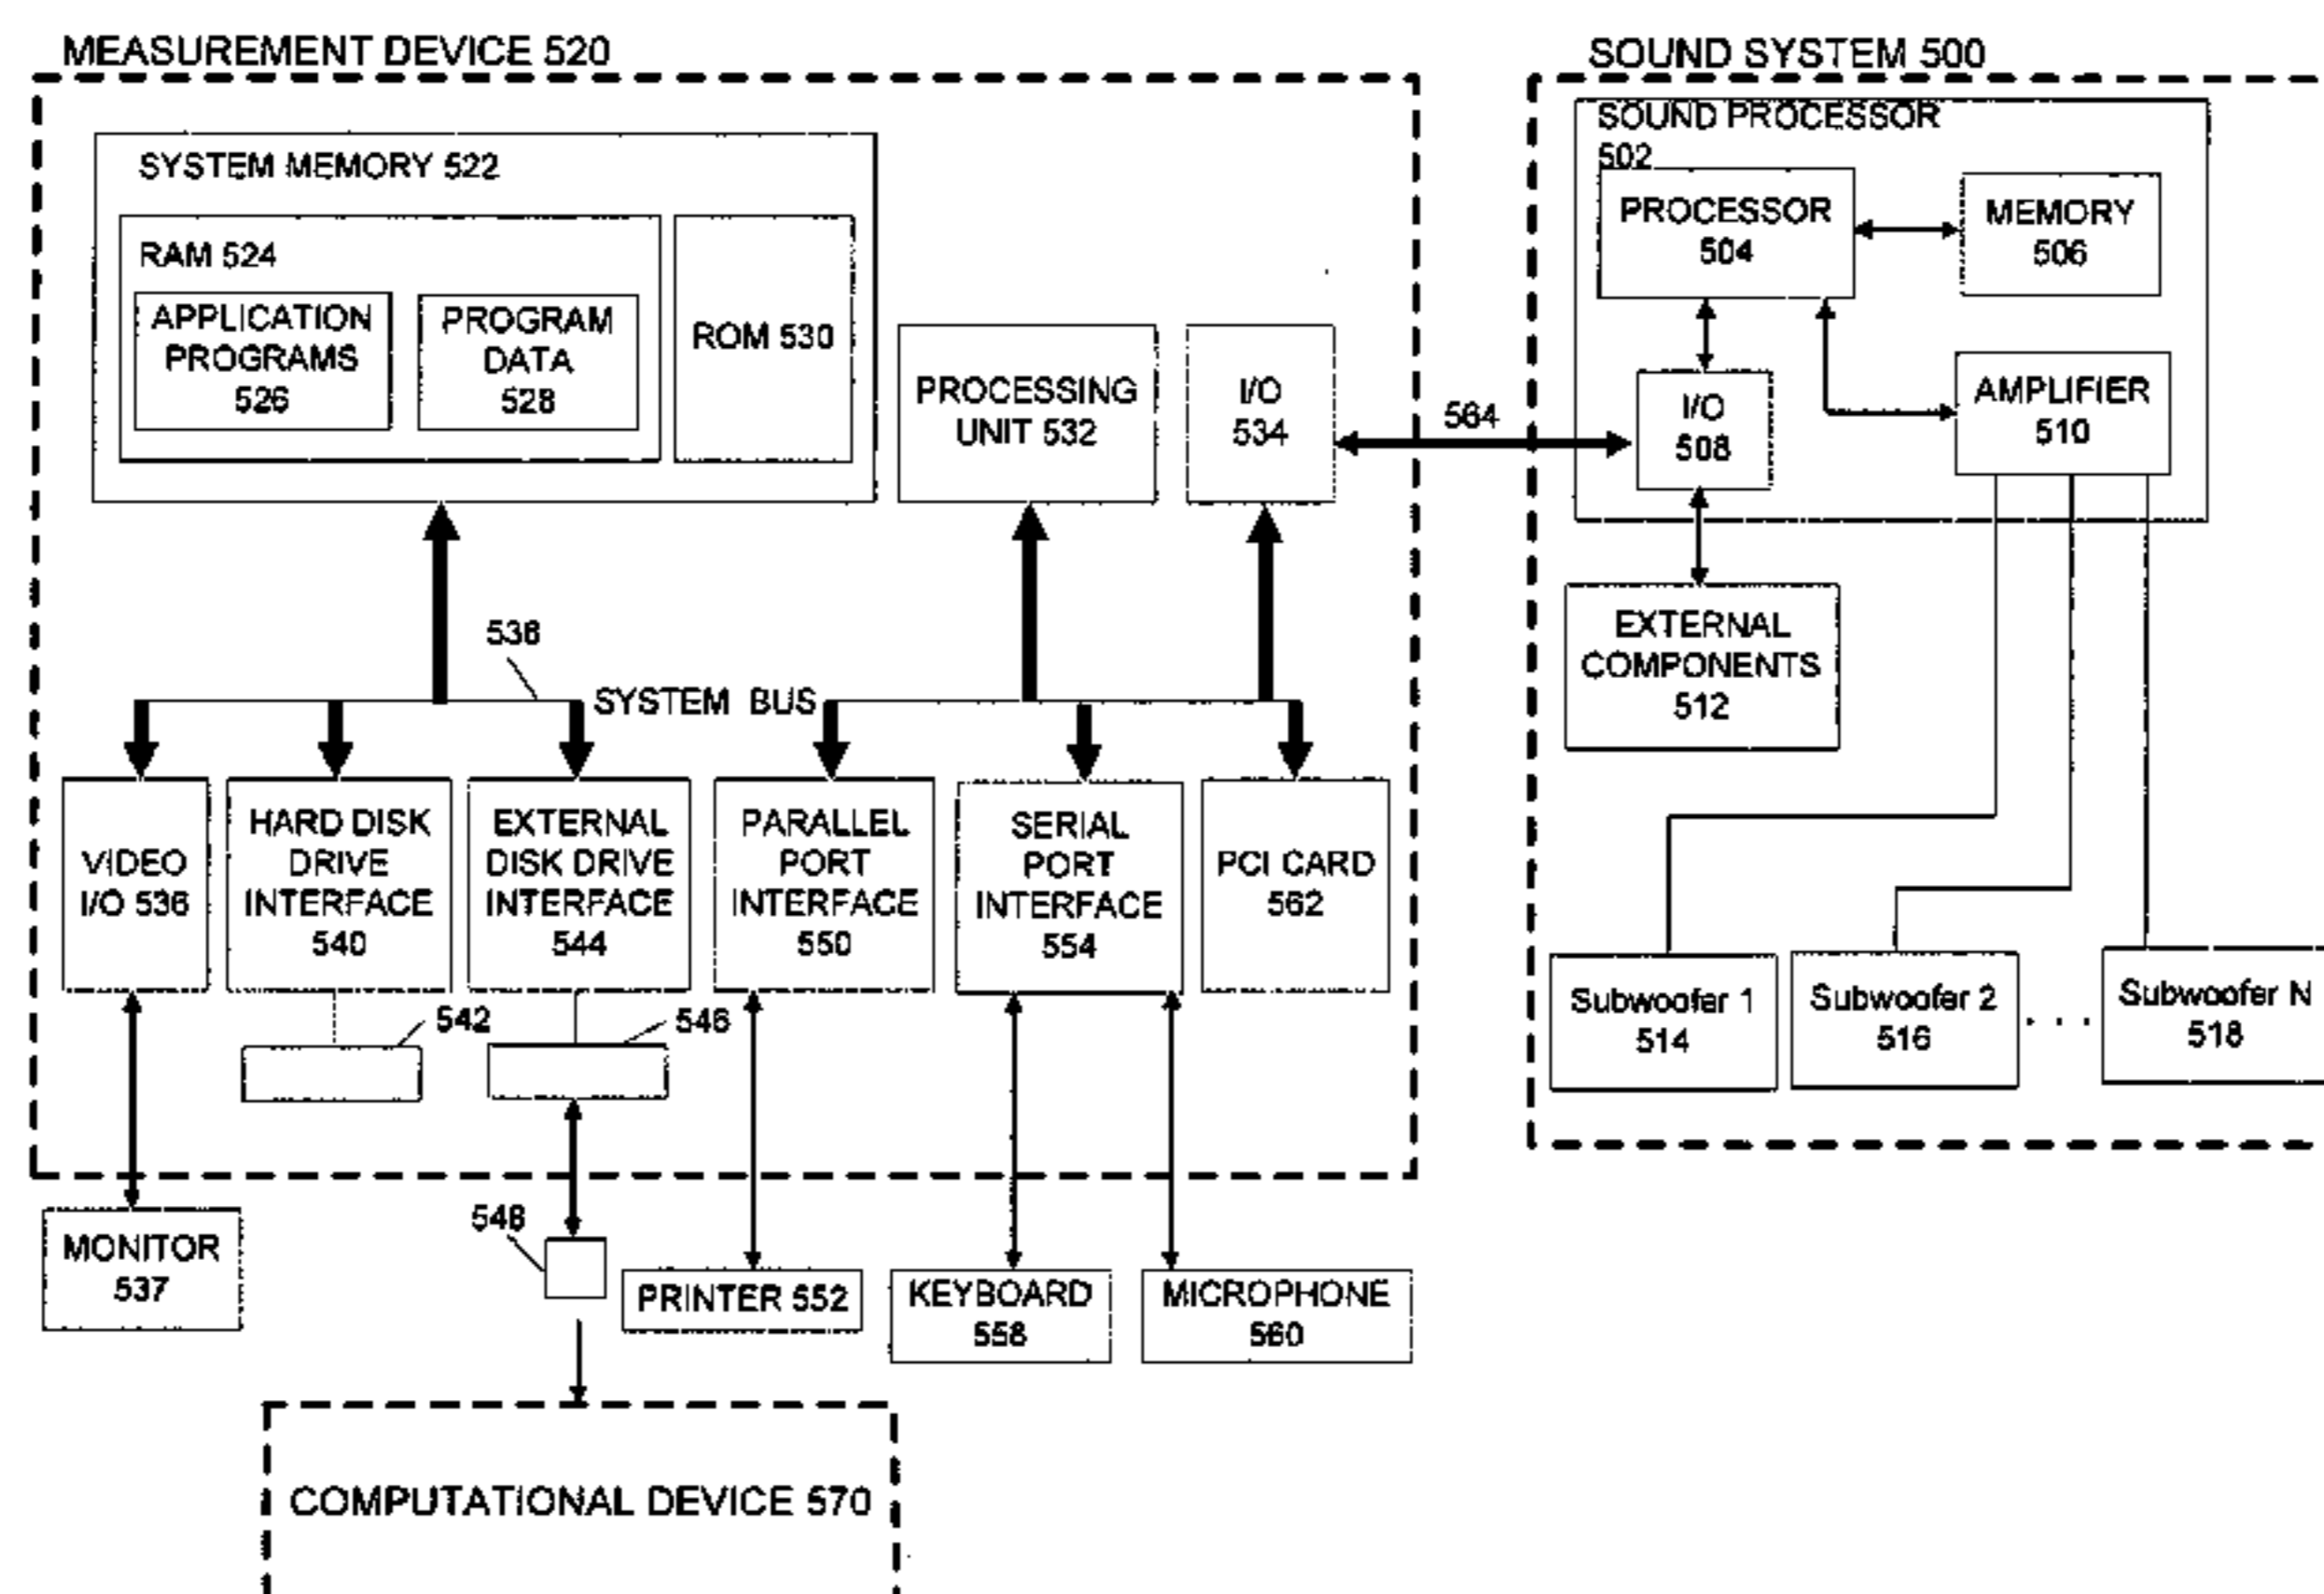 MEASUREMENT DEVICE 520
SYSTEM MEMORY 522
RAM 524
APPLICATION
PROGRAMS
526
PROGRAM
DATA
528
ROM 530
PROCESSING
UNIT 532
I/O
534
564
538
SYSTEM BUS
VIDEO
I/O 536
HARD DISK
DRIVE
INTERFACE
540
EXTERNAL
DISK DRIVE
INTERFACE
544
PARALLEL
PORT
INTERFACE
550
SERIAL
PORT
INTERFACE
554
PCI CARD
562
542
546
548
MONITOR
537
PRINTER 552
KEYBOARD
558
MICROPHONE
560
COMPUTATIONAL DEVICE 570
SOUND SYSTEM 500
SOUND PROCESSOR
502
PROCESSOR
504
MEMORY
506
I/O
508
AMPLIFIER
510
EXTERNAL
COMPONENTS
512
Subwoofer 1
514
Subwoofer 2
516
. . .
Subwoofer N
518